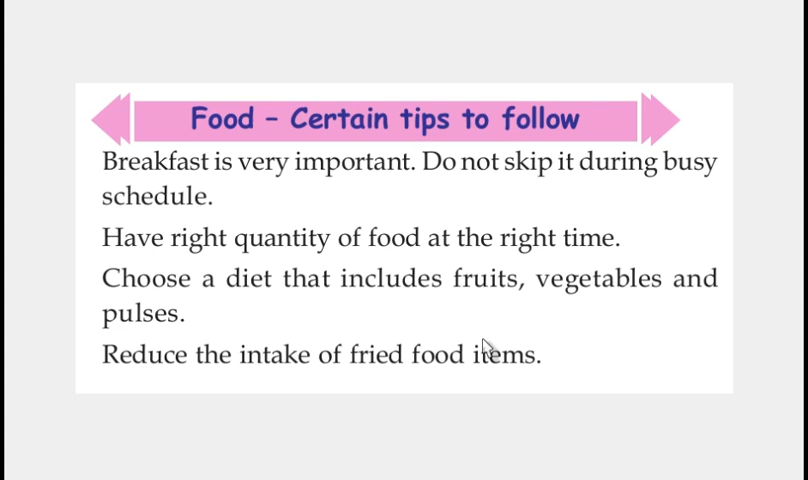 Food – Certain tips to follow
Breakfast is very important. Do not skip it during busy
schedule.
Have right quantity of food at the right time.
Choose a diet that includes fruits, vegetables and
pulses.
Reduce the intake of fried food items.